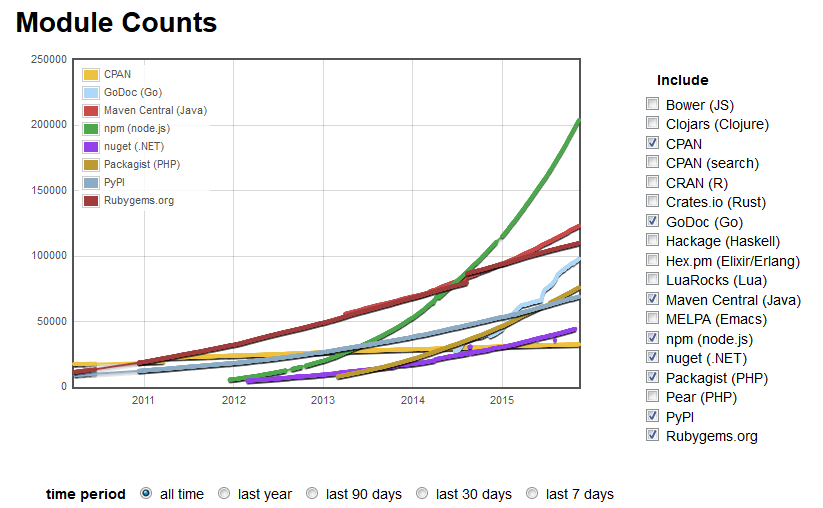 Module Counts
250000
200000
150000
100000
50000
0
CPAN
GoDoc (Go)
Maven Central (Java)
npm (node.js)
nuget (.NET)
Packagist (PHP)
PyPI
Rubygems.org
2011 2012 2013 2014 2015
Include
Bower (JS)
Clojars (Clojure)
CPAN
CPAN (search)
CRAN (R)
Crates.io (Rust)
GoDoc (Go)
Hackage (Haskell)
Hex.pm (Elixir/Erlang)
LuaRocks (Lua)
Maven Central (Java)
MELPA (Emacs)
npm (node.js)
nuget (.NET)
Packagist (PHP)
Pear (PHP)
PyPI
Rubygems.org
time period all time last year last 90 days last 30 days last 7 days